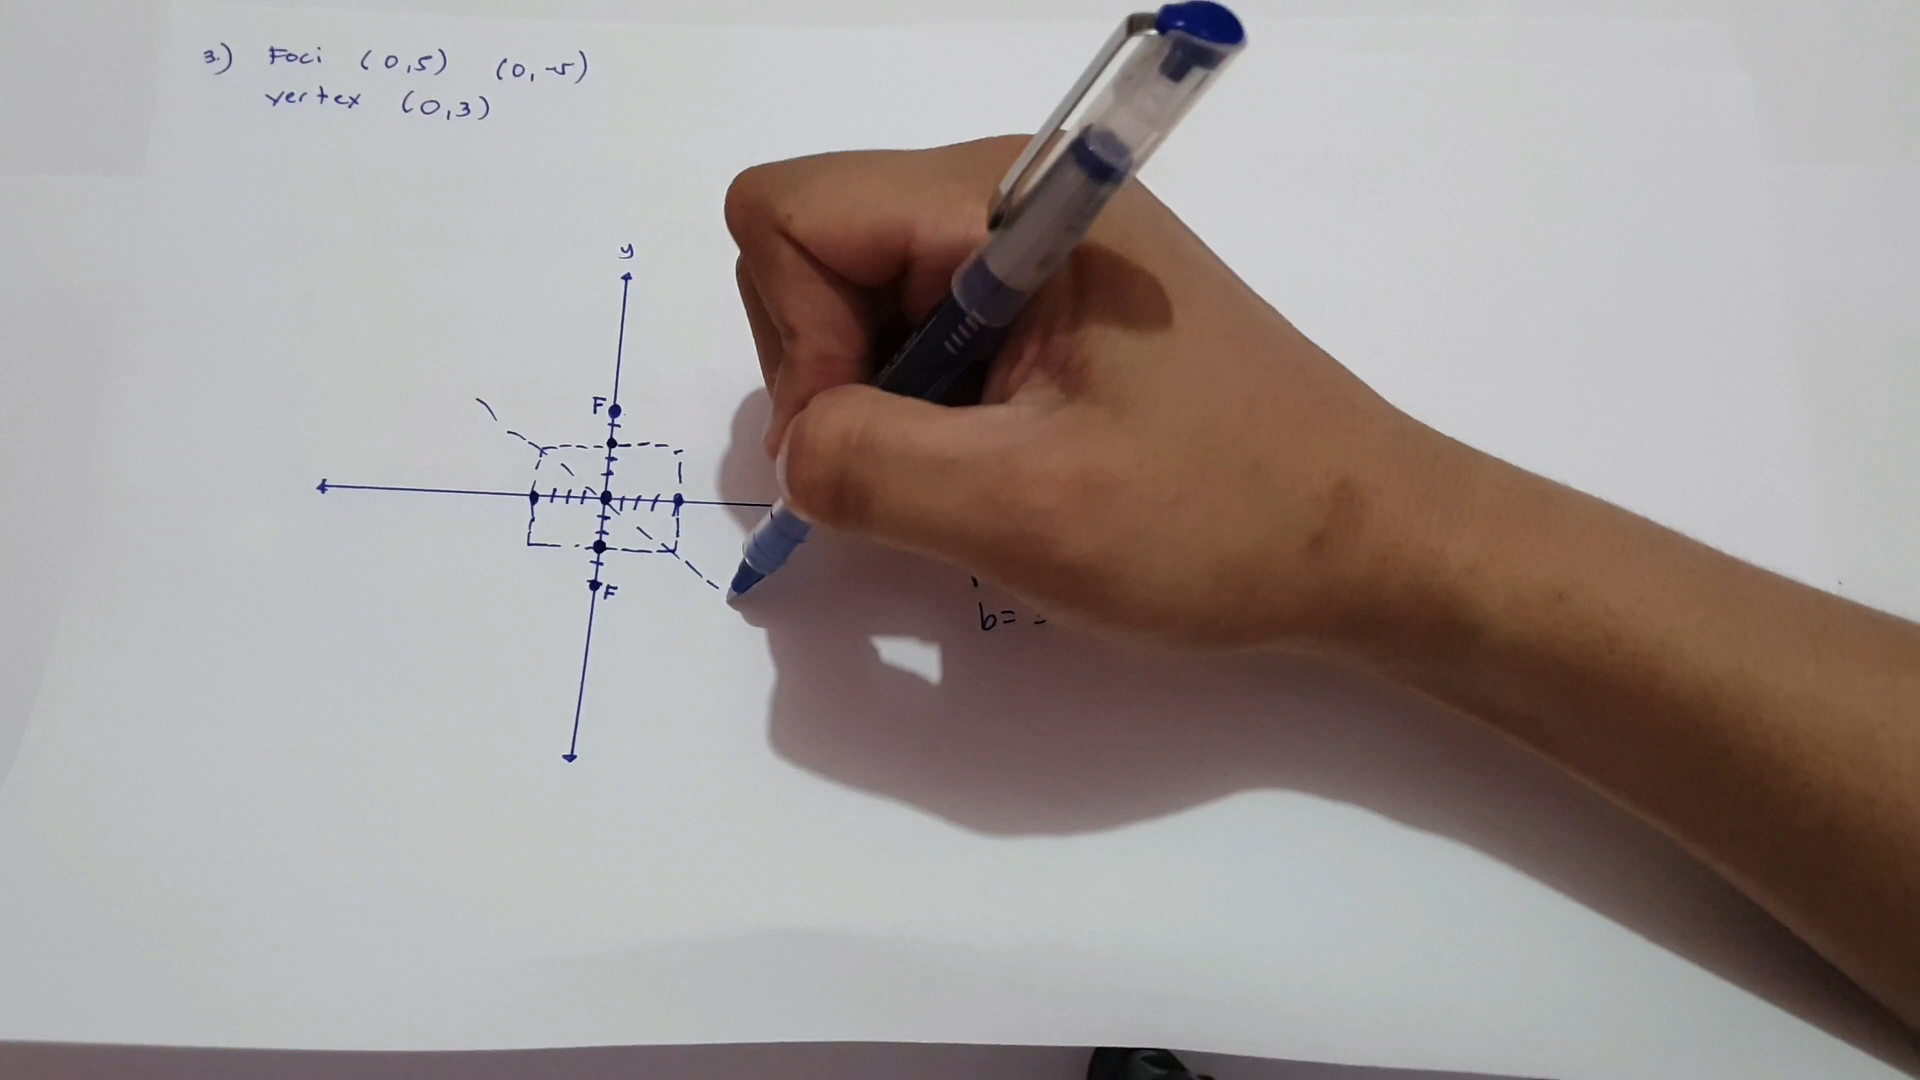 3.) Foci (0,5) (0,-5)
vertex (0,3)
y
F
F
b=